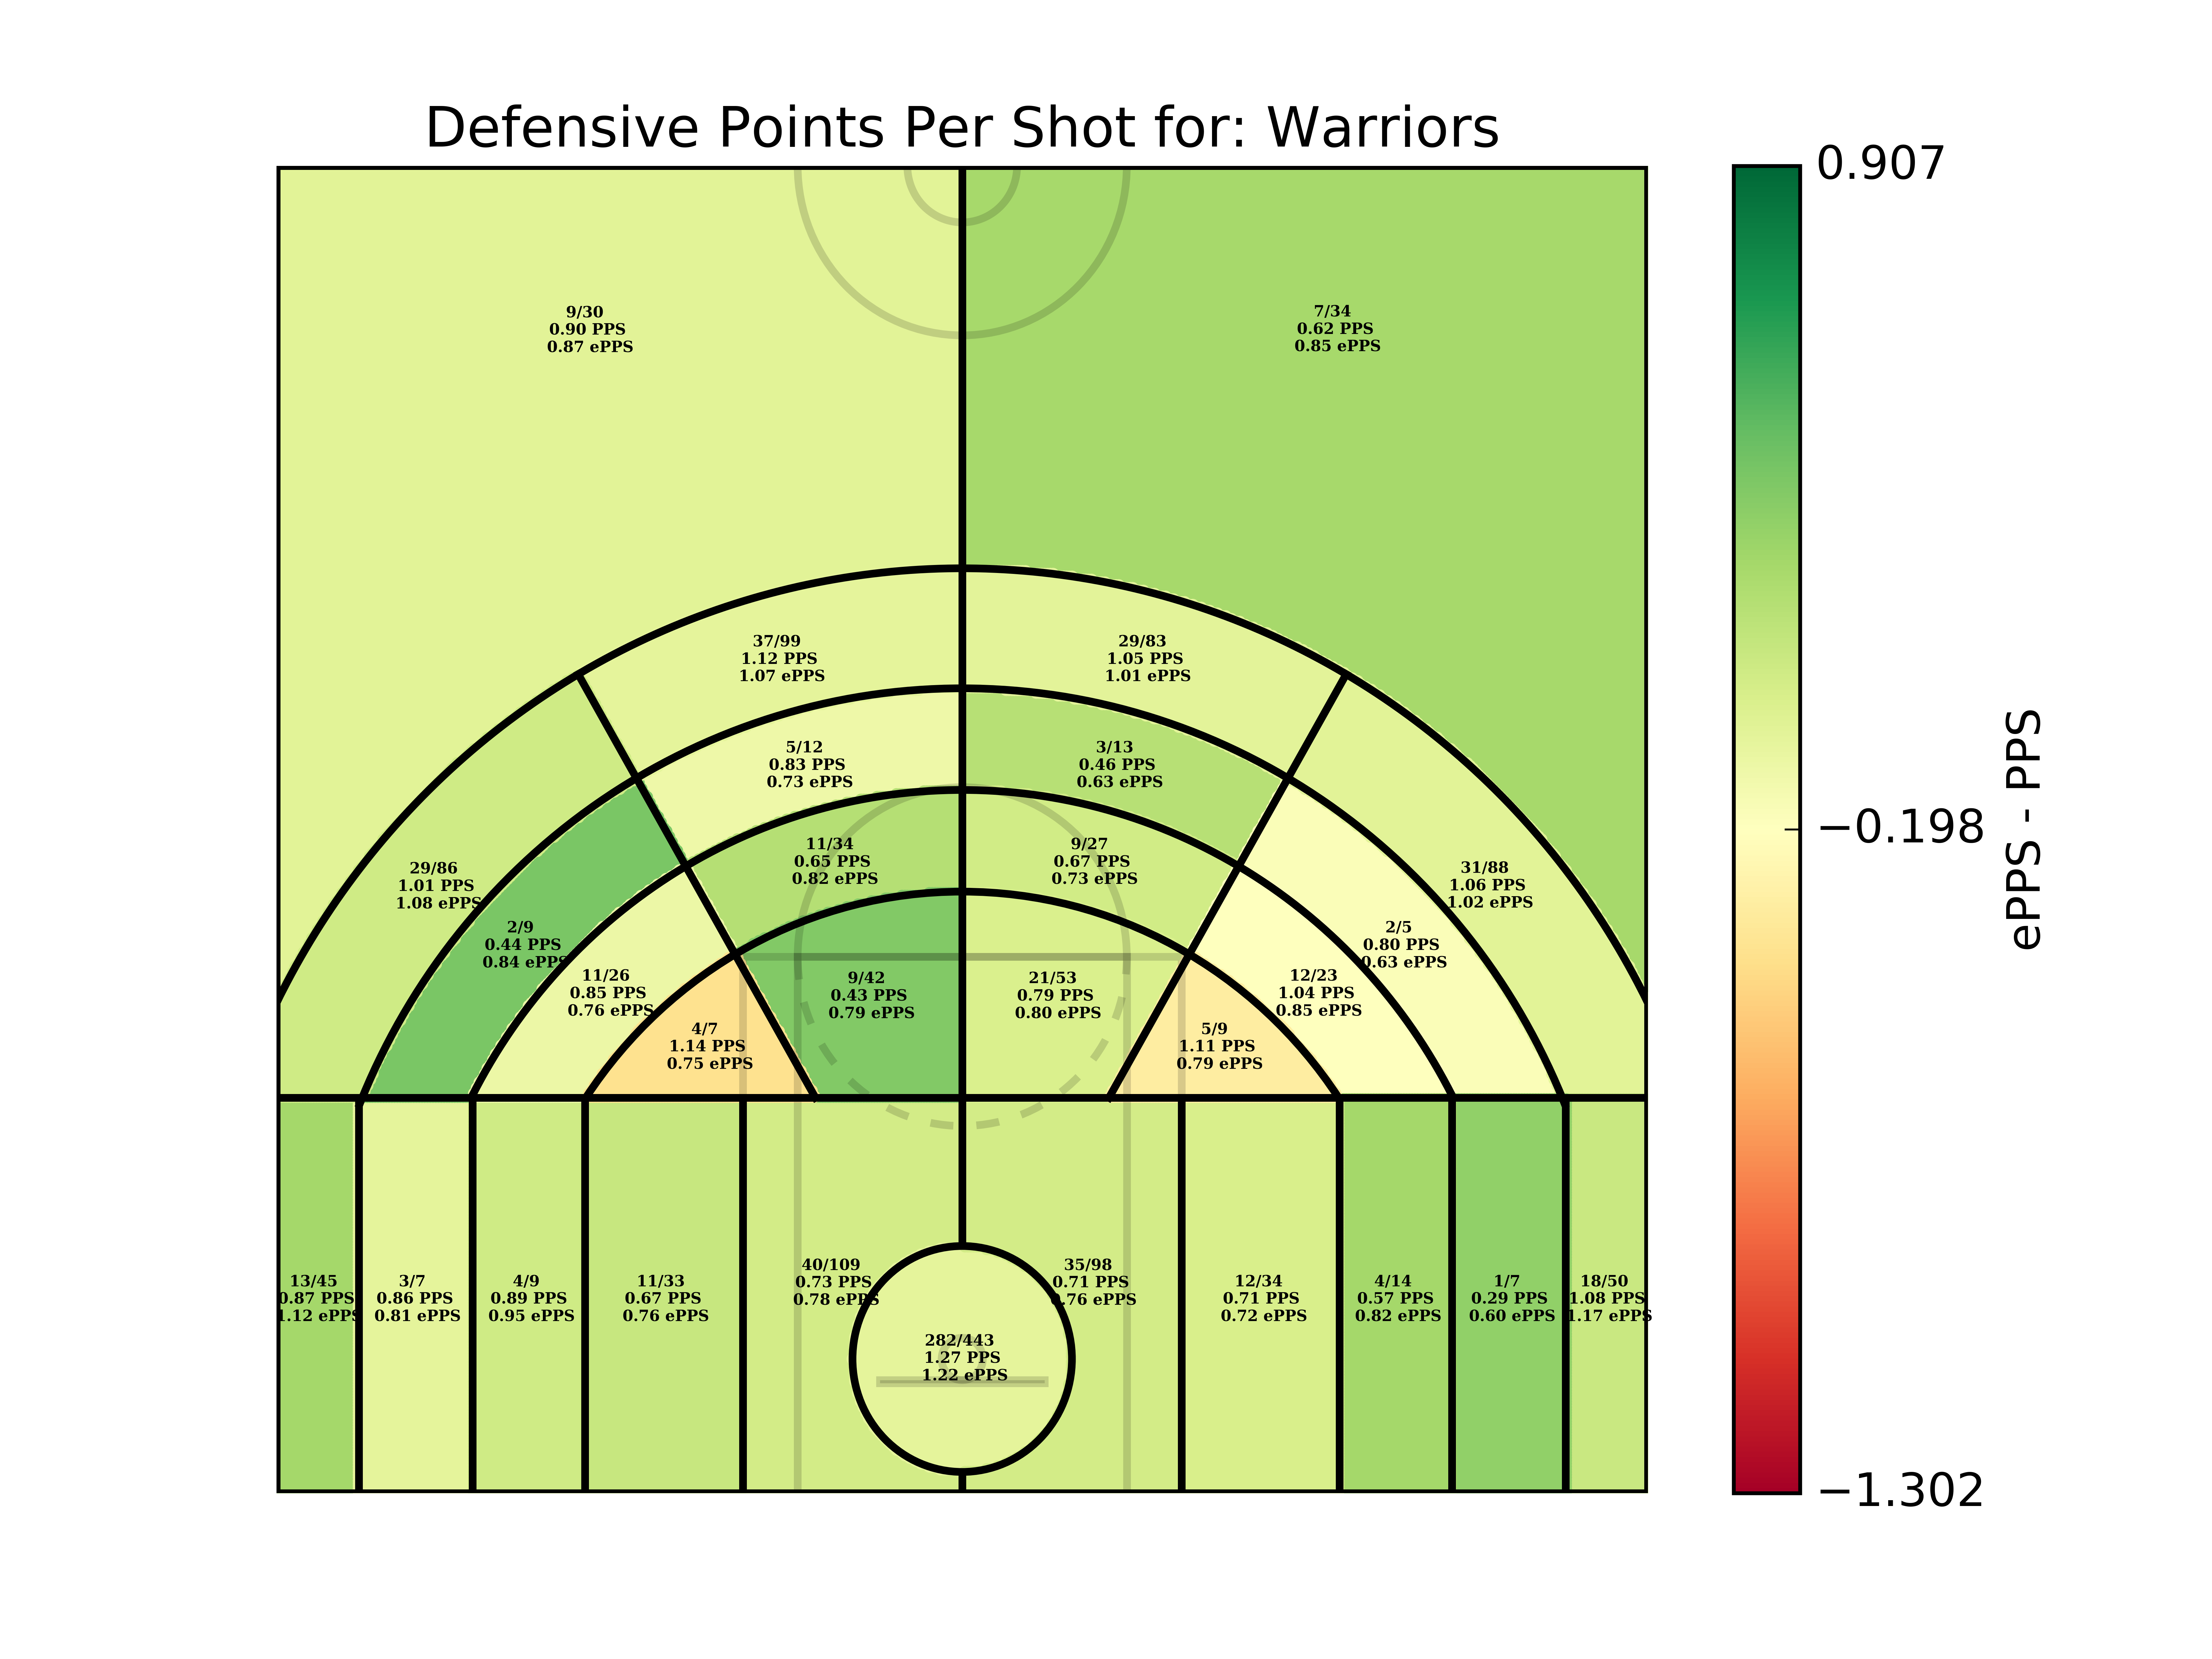 Defensive Points Per Shot for: Warriors
0.907
−0.198
−1.302
ePPS - PPS
9/30
0.90 PPS
0.87 ePPS
7/34
0.62 PPS
0.85 ePPS
37/99
1.12 PPS
1.07 ePPS
29/83
1.05 PPS
1.01 ePPS
5/12
0.83 PPS
0.73 ePPS
3/13
0.46 PPS
0.63 ePPS
11/34
0.65 PPS
0.82 ePPS
9/27
0.67 PPS
0.73 ePPS
29/86
1.01 PPS
1.08 ePPS
31/88
1.06 PPS
1.02 ePPS
2/9
0.44 PPS
0.84 ePPS
2/5
0.80 PPS
0.63 ePPS
11/26
0.85 PPS
0.76 ePPS
12/23
1.04 PPS
0.85 ePPS
9/42
0.43 PPS
0.79 ePPS
21/53
0.79 PPS
0.80 ePPS
4/7
1.14 PPS
0.75 ePPS
5/9
1.11 PPS
0.79 ePPS
13/45
0.87 PPS
1.12 ePPS
3/7
0.86 PPS
0.81 ePPS
4/9
0.89 PPS
0.95 ePPS
11/33
0.67 PPS
0.76 ePPS
40/109
0.73 PPS
0.78 ePPS
35/98
0.71 PPS
0.76 ePPS
12/34
0.71 PPS
0.72 ePPS
4/14
0.57 PPS
0.82 ePPS
1/7
0.29 PPS
0.60 ePPS
18/50
1.08 PPS
1.17 ePPS
282/443
1.27 PPS
1.22 ePPS